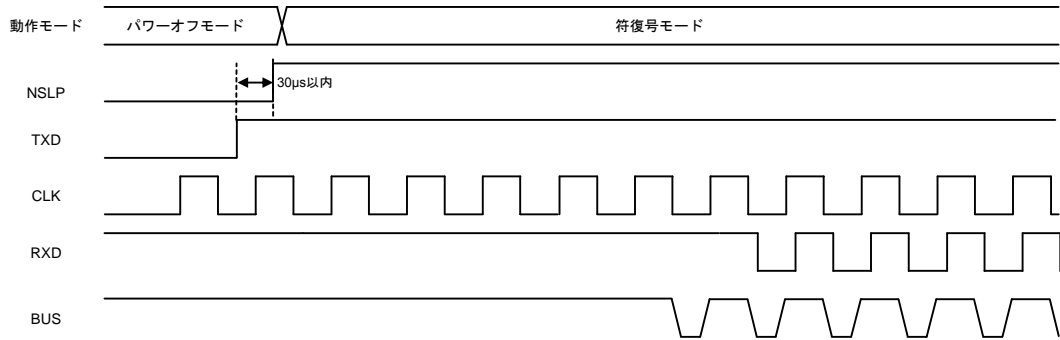 動作モード
パワーオフモード
符復号モード
NSLP
30µs以内
TXD
CLK
RXD
BUS